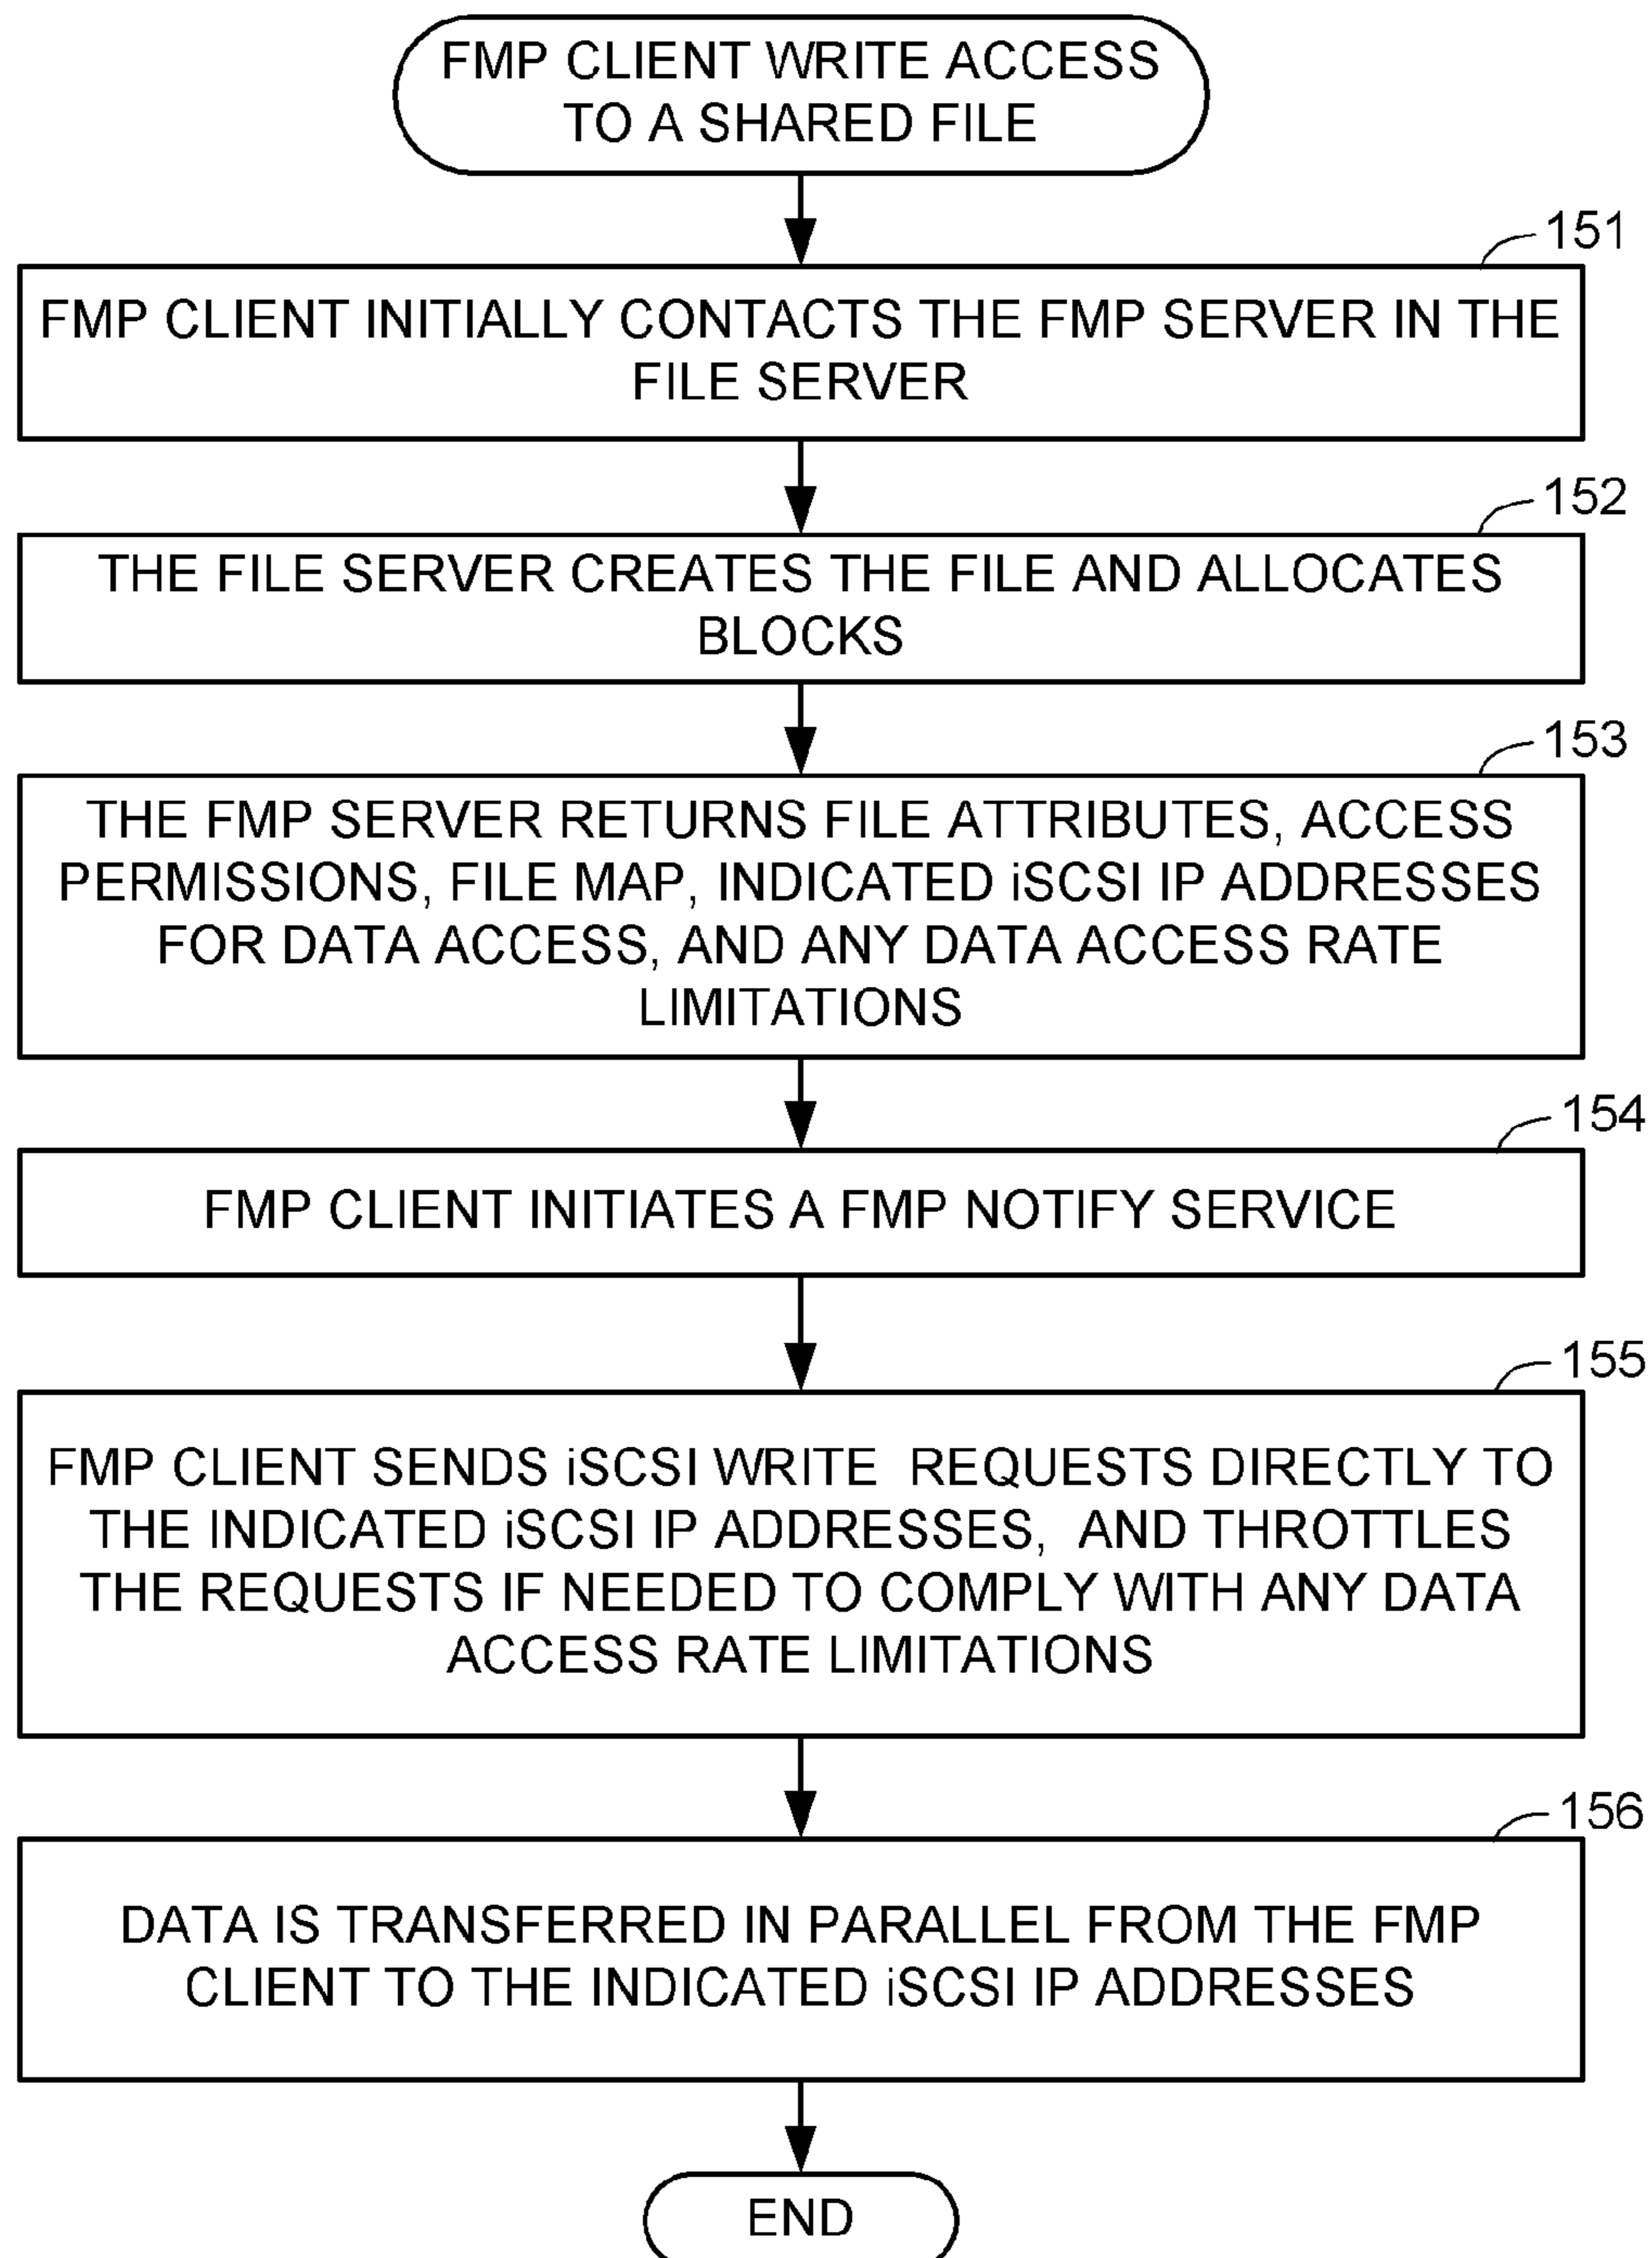 FMP CLIENT WRITE ACCESS
TO A SHARED FILE
151
FMP CLIENT INITIALLY CONTACTS THE FMP SERVER IN THE
FILE SERVER
152
THE FILE SERVER CREATES THE FILE AND ALLOCATES
BLOCKS
153
THE FMP SERVER RETURNS FILE ATTRIBUTES, ACCESS
PERMISSIONS, FILE MAP, INDICATED iSCSI IP ADDRESSES
FOR DATA ACCESS, AND ANY DATA ACCESS RATE
LIMITATIONS
154
FMP CLIENT INITIATES A FMP NOTIFY SERVICE
155
FMP CLIENT SENDS iSCSI WRITE  REQUESTS DIRECTLY TO
THE INDICATED iSCSI IP ADDRESSES,  AND THROTTLES
THE REQUESTS IF NEEDED TO COMPLY WITH ANY DATA
ACCESS RATE LIMITATIONS
156
DATA IS TRANSFERRED IN PARALLEL FROM THE FMP
CLIENT TO THE INDICATED iSCSI IP ADDRESSES
END